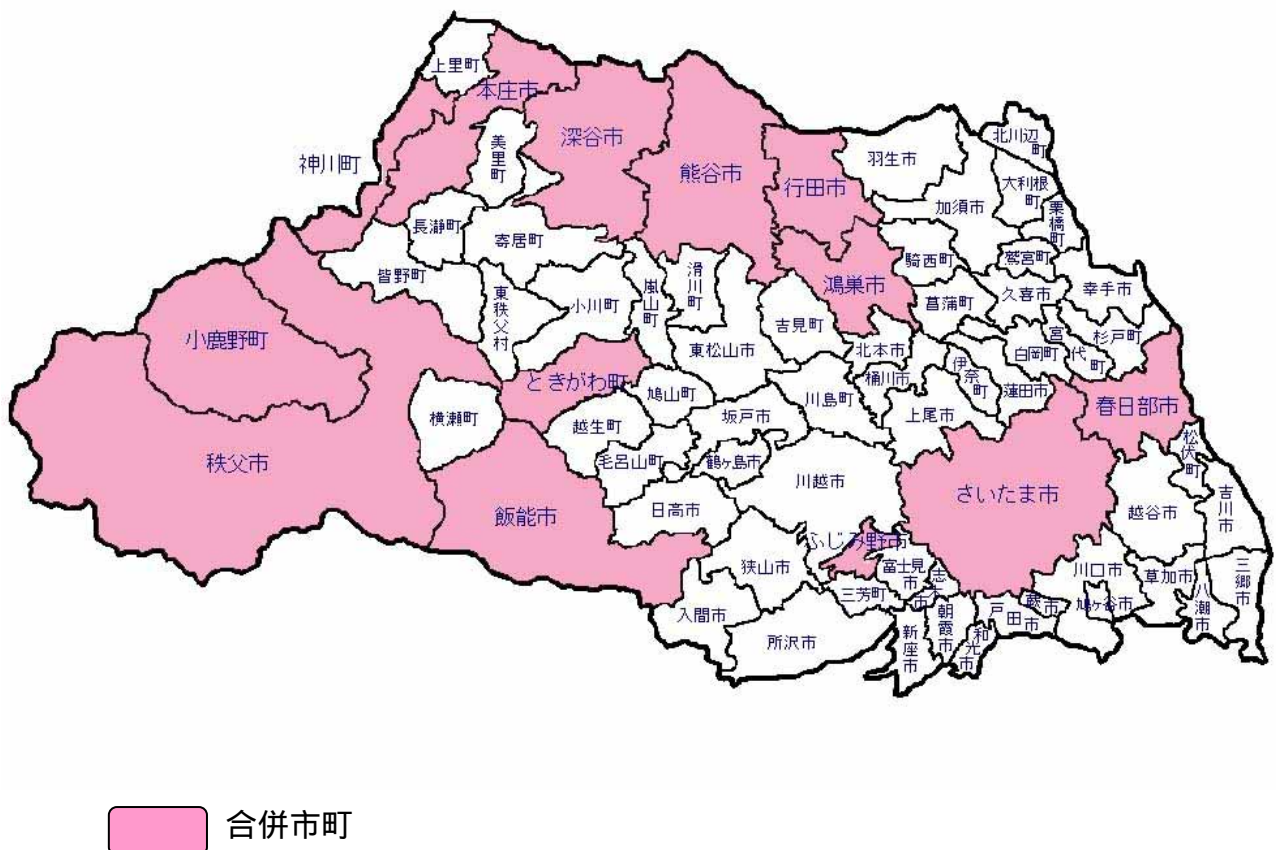 上里町
本庄市
深谷市
美里町
神川町
熊谷市
行田市
羽生市
北川辺町
大利根町
加須市
栗橋町
長瀞町
寄居町
皆野町
東秩父村
小川町
嵐山町
滑川町
吉見町
鴻巣市
騎西町
鷲宮町
菖蒲町
久喜市
幸手市
小鹿野町
東松山市
北本市
桶川市
伊奈町
白岡町
宮代町
杉戸町
蓮田市
ときがわ町
鳩山町
川島町
上尾市
春日部市
横瀬町
越生町
坂戸市
毛呂山町
鶴ヶ島市
松伏町
秩父市
飯能市
日高市
川越市
さいたま市
越谷市
吉川市
ふじみ野市
狭山市
富士見市
志木市
三芳町
川口市
草加市
八潮市
三郷市
入間市
所沢市
新座市
朝霞市
和光市
戸田市
蕨市
鳩ヶ谷市
合併市町